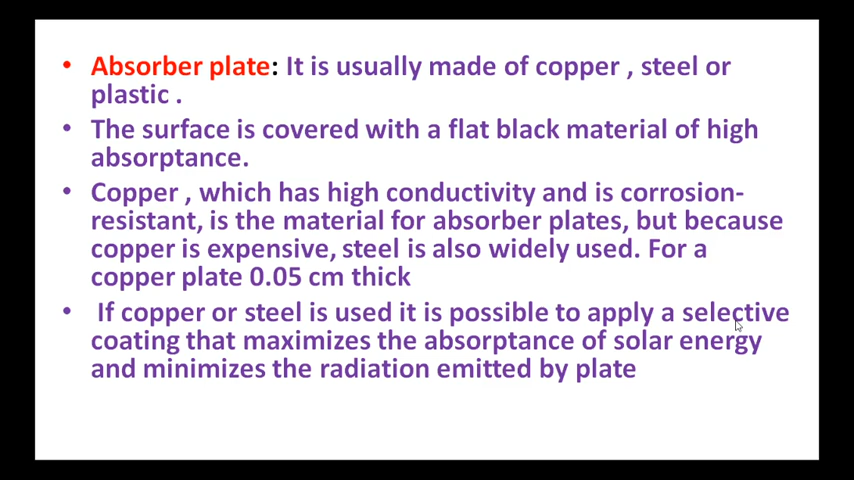 • Absorber plate: It is usually made of copper , steel or
plastic .
• The surface is covered with a flat black material of high
absorptance.
• Copper , which has high conductivity and is corrosion-
resistant, is the material for absorber plates, but because
copper is expensive, steel is also widely used. For a
copper plate 0.05 cm thick
• If copper or steel is used it is possible to apply a selective
coating that maximizes the absorptance of solar energy
and minimizes the radiation emitted by plate